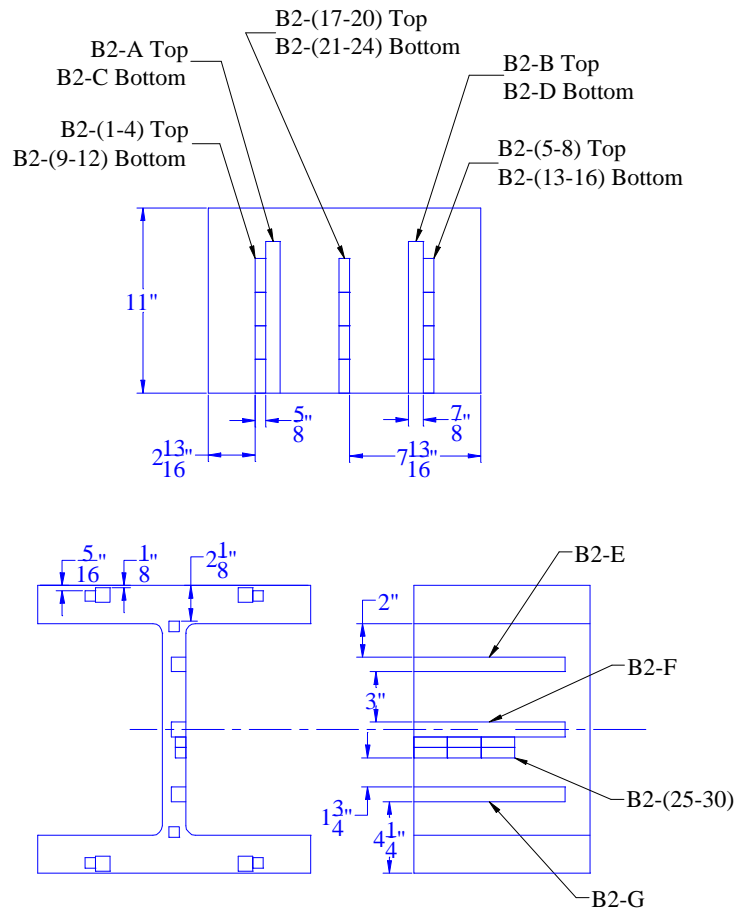 B2-(17-20) Top
B2-(21-24) Bottom
B2-A Top
B2-C Bottom
B2-B Top
B2-D Bottom
B2-(1-4) Top
B2-(9-12) Bottom
B2-(5-8) Top
B2-(13-16) Bottom
11"
5/8"
7/8"
2 13/16"
7 13/16"
5/16"
1/8"
2 1/8"
B2-E
2"
B2-F
3"
B2-(25-30)
1 3/4"
4 1/4"
B2-G